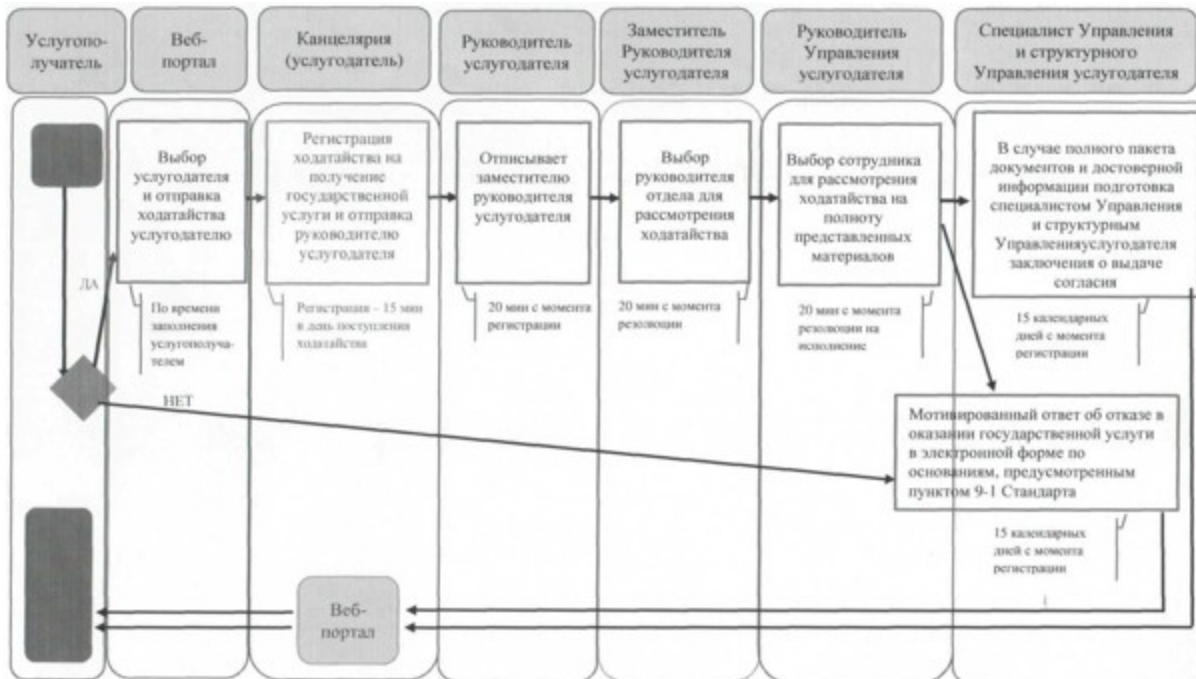 Услугопо-
лучатель
Веб-
портал
Канцелярия
(услугодатель)
Руководитель
услугодателя
Заместитель
Руководителя
услугодателя
Руководитель
Управления
услугодателя
Специалист Управления
и структурного
Управления услугодателя
Выбор
услугодателя
и отправка
ходатайства
услугодателю
Регистрация
ходатайства на
получение
государственной
услуги и отправка
руководителю
услугодателя
Отписывает
заместителю
руководителя
услугодателя
Выбор
руководителя
отдела для
рассмотрения
ходатайства
Выбор сотрудника
для рассмотрения
ходатайства на
полноту
представленных
материалов
В случае полного пакета
документов и достоверной
информации подготовка
специалистом Управления
и структурным
Управленияуслугодателя
заключения о выдаче
согласия
ДА
По времени
заполнения
услугополуча-
телем
Регистрация – 15 мин
в день поступления
ходатайства
20 мин с момента
регистрации
20 мин с момента
резолюции
20 мин с момента
резолюции на
исполнение
15 календарных
дней с момента
регистрации
НЕТ
Мотивированный ответ об отказе в
оказании государственной услуги
в электронной форме по
основаниям, предусмотренным
пунктом 9-1 Стандарта
15 календарных
дней с момента
регистрации
Веб-
портал